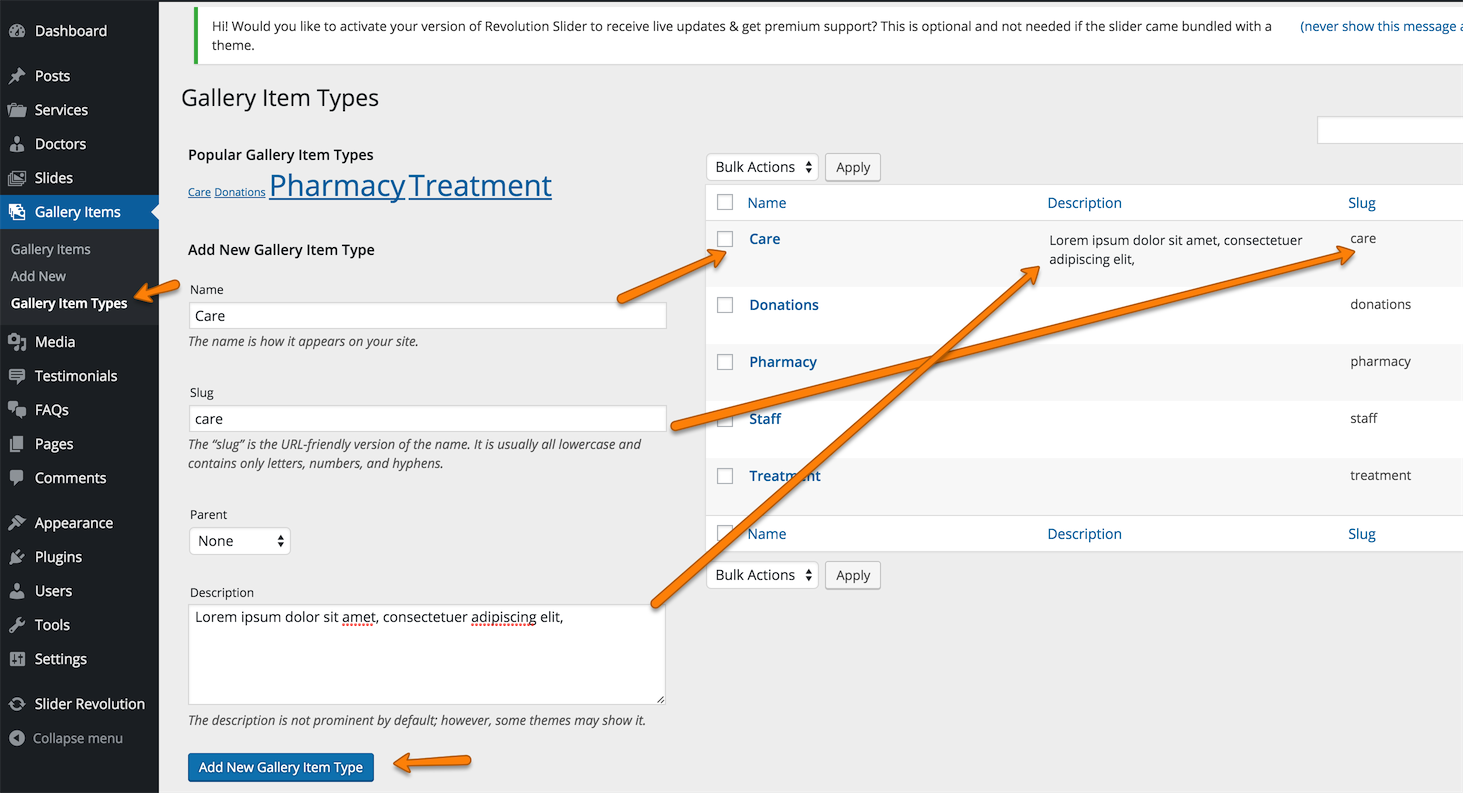 Dashboard
Posts
Services
Doctors
Slides
Gallery Items
Gallery Items
Add New
Gallery Item Types
Media
Testimonials
FAQs
Pages
Comments
Appearance
Plugins
Users
Tools
Settings
Slider Revolution
Collapse menu
Hi! Would you like to activate your version of Revolution Slider to receive live updates & get premium support? This is optional and not needed if the slider came bundled with a
theme.
(never show this message a
Gallery Item Types
Popular Gallery Item Types
Care Donations Pharmacy Treatment
Add New Gallery Item Type
Name
Care
The name is how it appears on your site.
Slug
care
The “slug” is the URL-friendly version of the name. It is usually all lowercase and
contains only letters, numbers, and hyphens.
Parent
None
Description
Lorem ipsum dolor sit amet, consectetuer adipiscing elit,
The description is not prominent by default; however, some themes may show it.
Add New Gallery Item Type
Bulk Actions Apply
Name Description Slug
Care Lorem ipsum dolor sit amet, consectetuer care
adipiscing elit,
Donations donations
Pharmacy pharmacy
Staff staff
Treatment treatment
Name Description Slug
Bulk Actions Apply